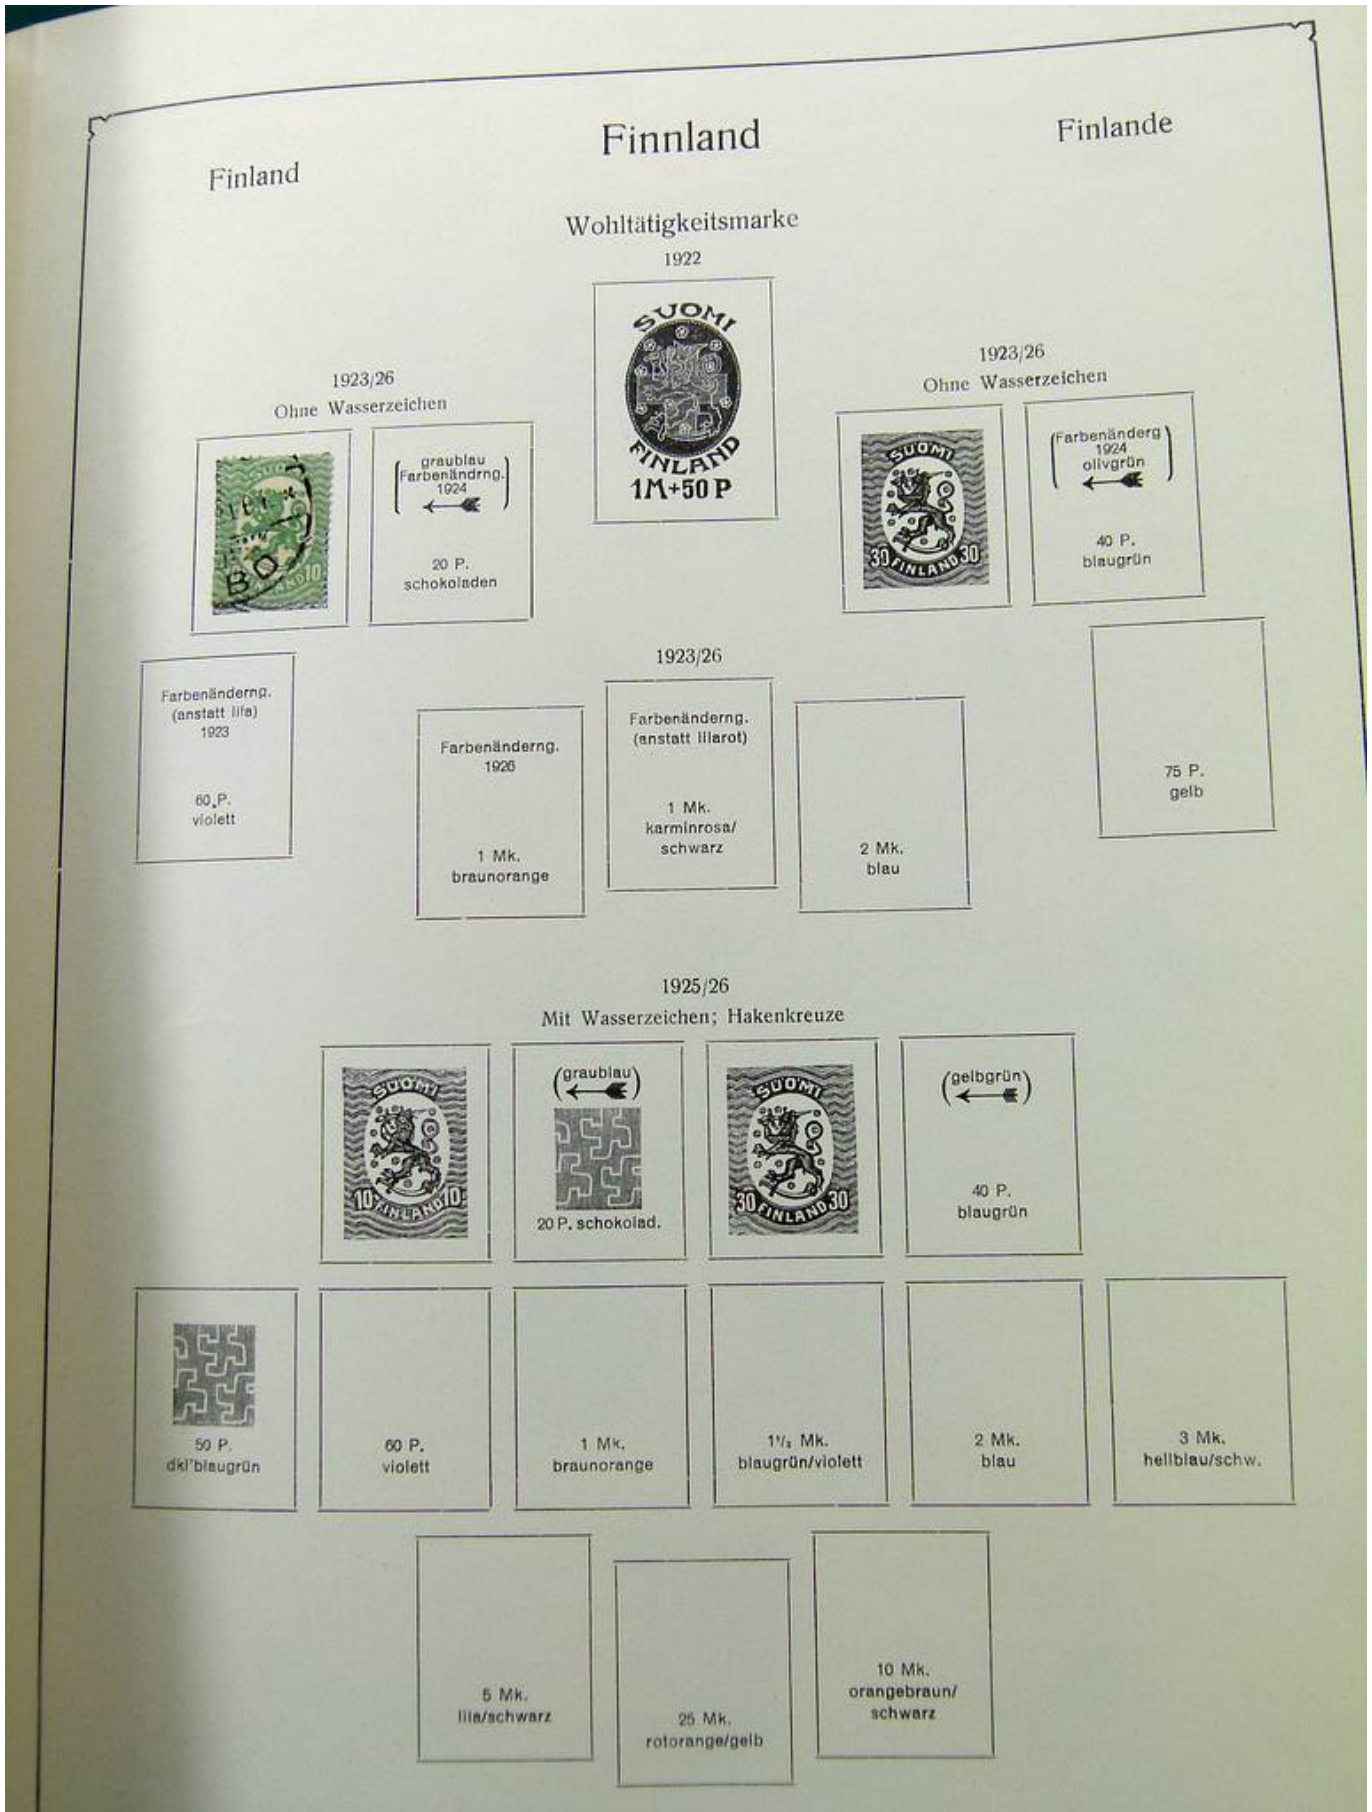 Finland
Finnland
Finlande
Wohltätigkeitsmarke
1922
SUOMI
FINLAND
1M+50 P
1923/26
Ohne Wasserzeichen
10
BO
graublau
Farbenändrng.
1924
20 P.
schokoladen
1923/26
Ohne Wasserzeichen
SUOMI
30 FINLAND 30
Farbenänderg
1924
olivgrün
40 P.
blaugrün
Farbenänderng.
(anstatt lila)
1923
60 P.
violett
1923/26
Farbenänderng.
1926
1 Mk.
braunorange
Farbenänderng.
(anstatt lilarot)
1 Mk.
karminrosa/
schwarz
2 Mk.
blau
75 P.
gelb
1925/26
Mit Wasserzeichen; Hakenkreuze
SUOMI
10 FINLAND 10
(graublau)
20 P. schokolad.
SUOMI
30 FINLAND 30
(gelbgrün)
40 P.
blaugrün
50 P.
dkl'blaugrün
60 P.
violett
1 Mk.
braunorange
1½ Mk.
blaugrün/violett
2 Mk.
blau
3 Mk.
hellblau/schw.
5 Mk.
lila/schwarz
25 Mk.
rotorange/gelb
10 Mk.
orangebraun/
schwarz